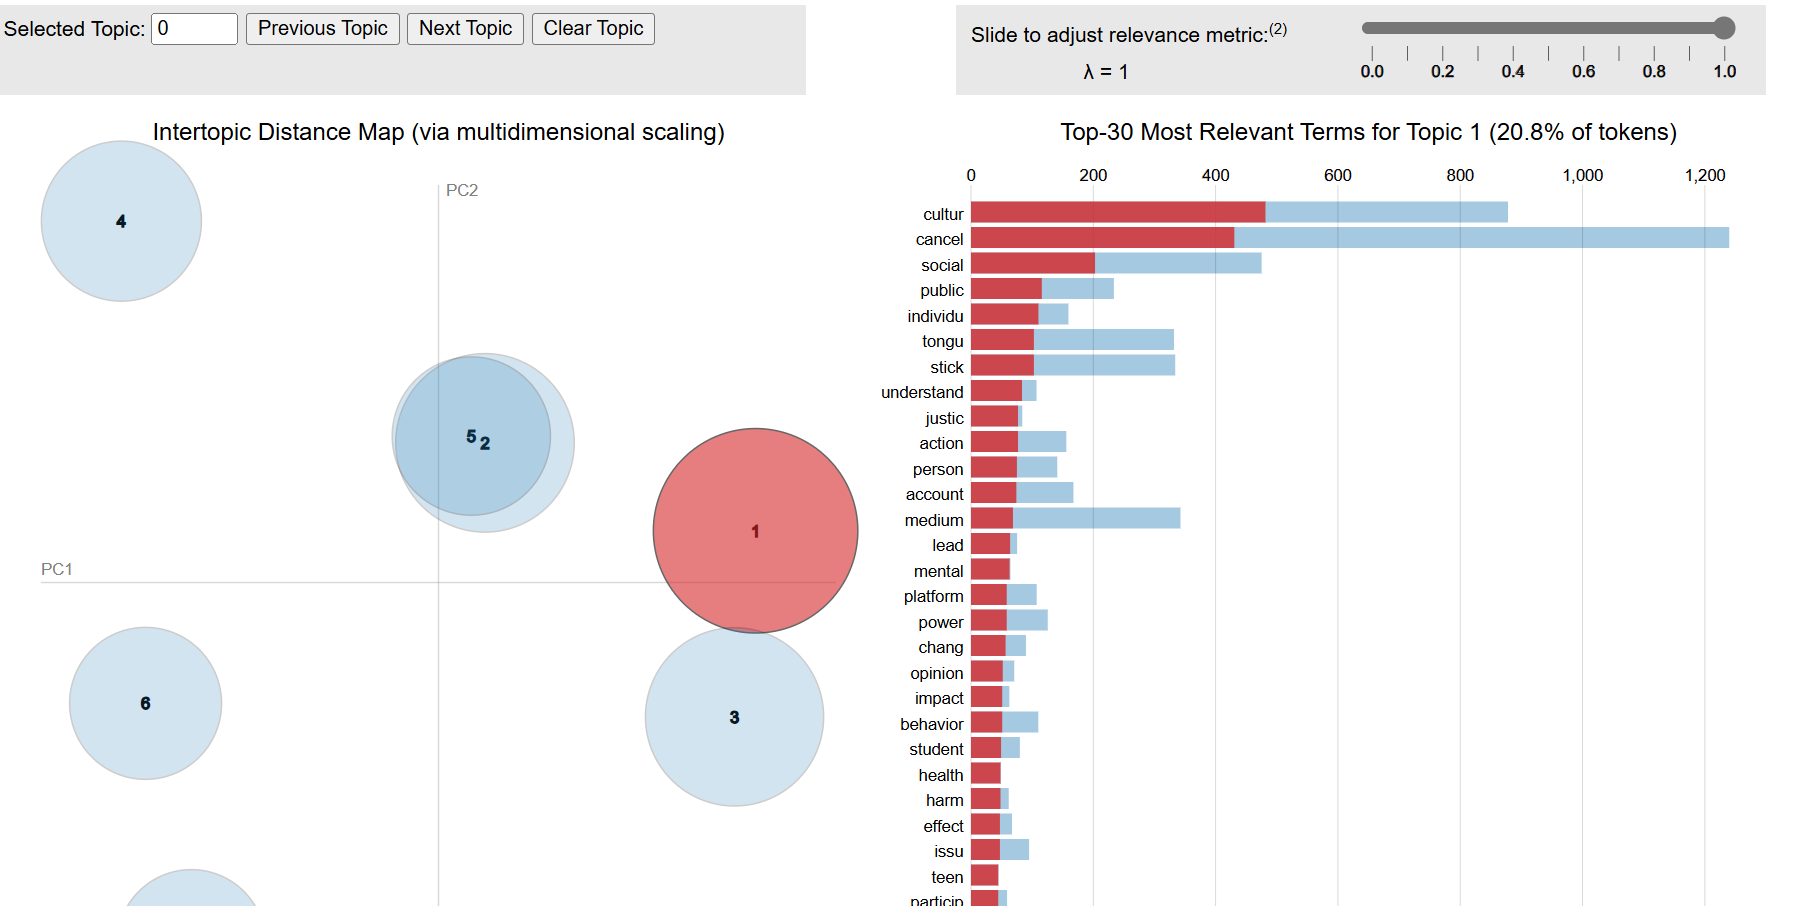 Selected Topic: 0 Previous Topic Next Topic Clear Topic
Slide to adjust relevance metric:(2)
λ = 1
0.0 0.2 0.4 0.6 0.8 1.0
Intertopic Distance Map (via multidimensional scaling)
PC2
PC1
4
5
2
1
6
3
Top-30 Most Relevant Terms for Topic 1 (20.8% of tokens)
0 200 400 600 800 1,000 1,200
cultur
cancel
social
public
individu
tongu
stick
understand
justic
action
person
account
medium
lead
mental
platform
power
chang
opinion
impact
behavior
student
health
harm
effect
issu
teen
particip